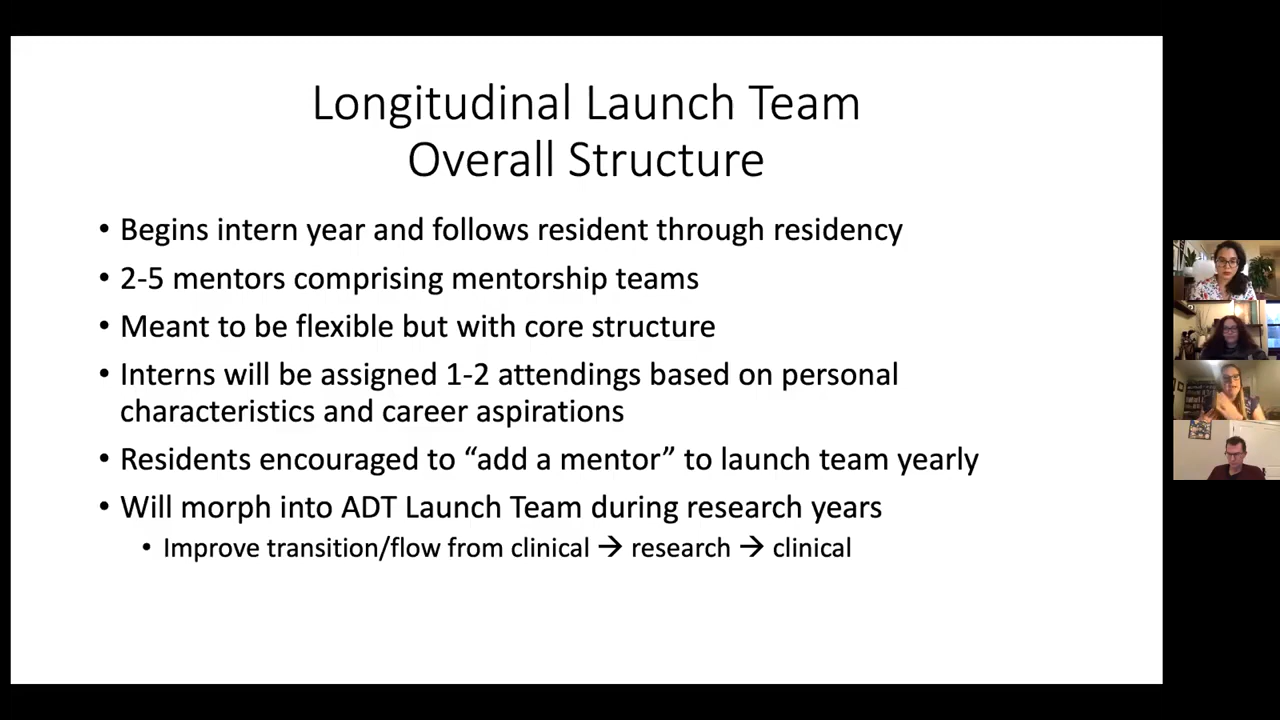 Longitudinal Launch Team
Overall Structure
• Begins intern year and follows resident through residency
• 2-5 mentors comprising mentorship teams
• Meant to be flexible but with core structure
• Interns will be assigned 1-2 attendings based on personal
characteristics and career aspirations
• Residents encouraged to “add a mentor” to launch team yearly
• Will morph into ADT Launch Team during research years
• Improve transition/flow from clinical → research → clinical